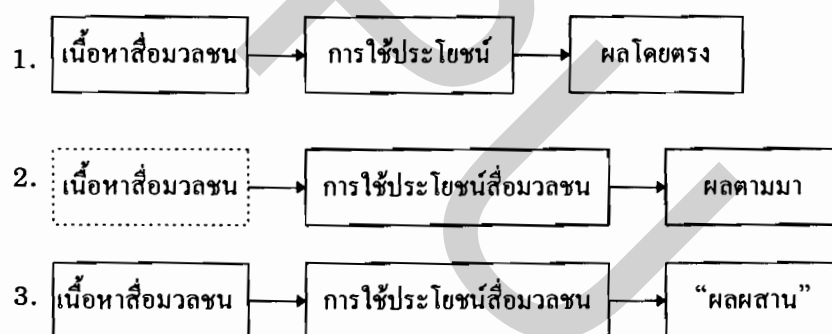 1. เนื้อหาสื่อมวลชน การใช้ประโยชน์ ผลโดยตรง
2. เนื้อหาสื่อมวลชน การใช้ประโยชน์สื่อมวลชน ผลตามมา
3. เนื้อหาสื่อมวลชน การใช้ประโยชน์สื่อมวลชน “ผลผสาน”